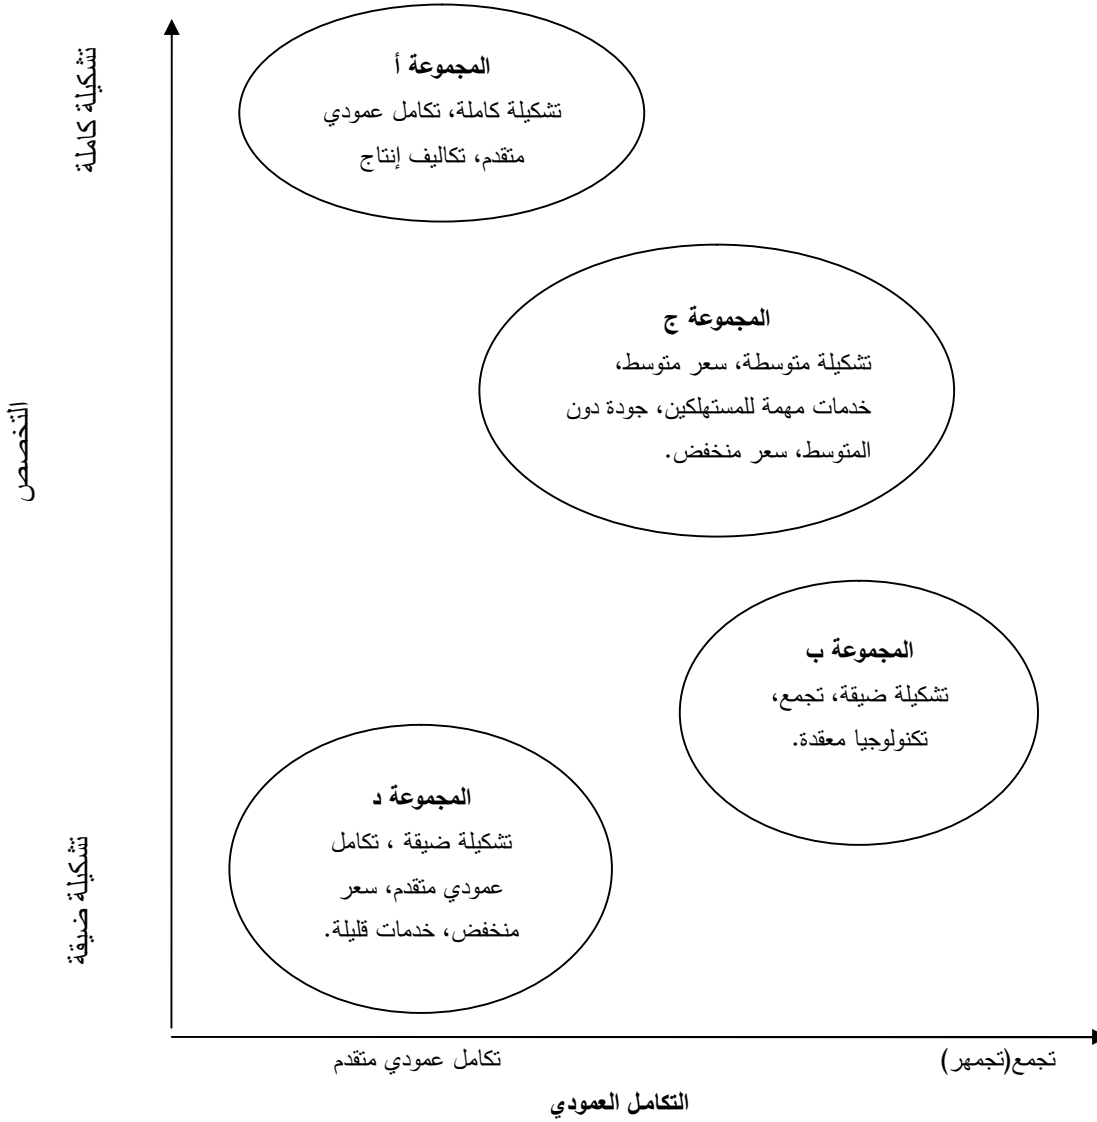 تشكيلة كاملة
المجموعة أ
تشكيلة كاملة، تكامل عمودي
متقدم، تكاليف إنتاج
المجموعة ج
تشكيلة متوسطة، سعر متوسط،
خدمات مهمة للمستهلكين، جودة دون
المتوسط، سعر منخفض.
التخصص
المجموعة ب
تشكيلة ضيقة، تجمع،
تكنولوجيا معقدة.
المجموعة د
تشكيلة ضيقة ، تكامل
عمودي متقدم، سعر
منخفض، خدمات قليلة.
تشكيلة ضيقة
تكامل عمودي متقدم
تجمع(تجمهر)
التكامل العمودي